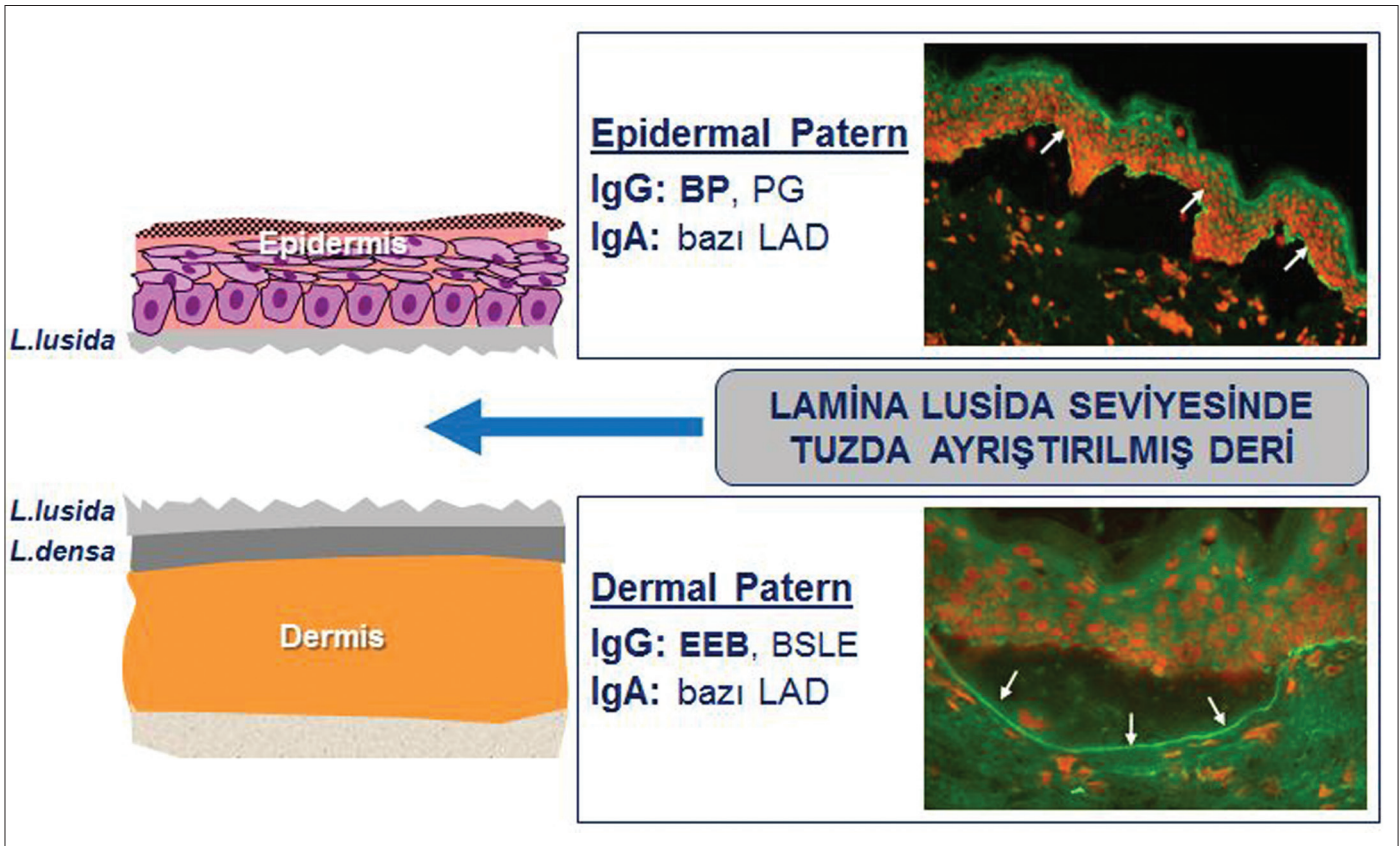 Epidermis
L.lusida
Epidermal Patern
IgG: BP, PG
IgA: bazı LAD
LAMİNA LUSİDA SEVİYESİNDE
TUZDA AYRIŞTIRILMIŞ DERİ
L.lusida
L.densa
Dermis
Dermal Patern
IgG: EEB, BSLE
IgA: bazı LAD